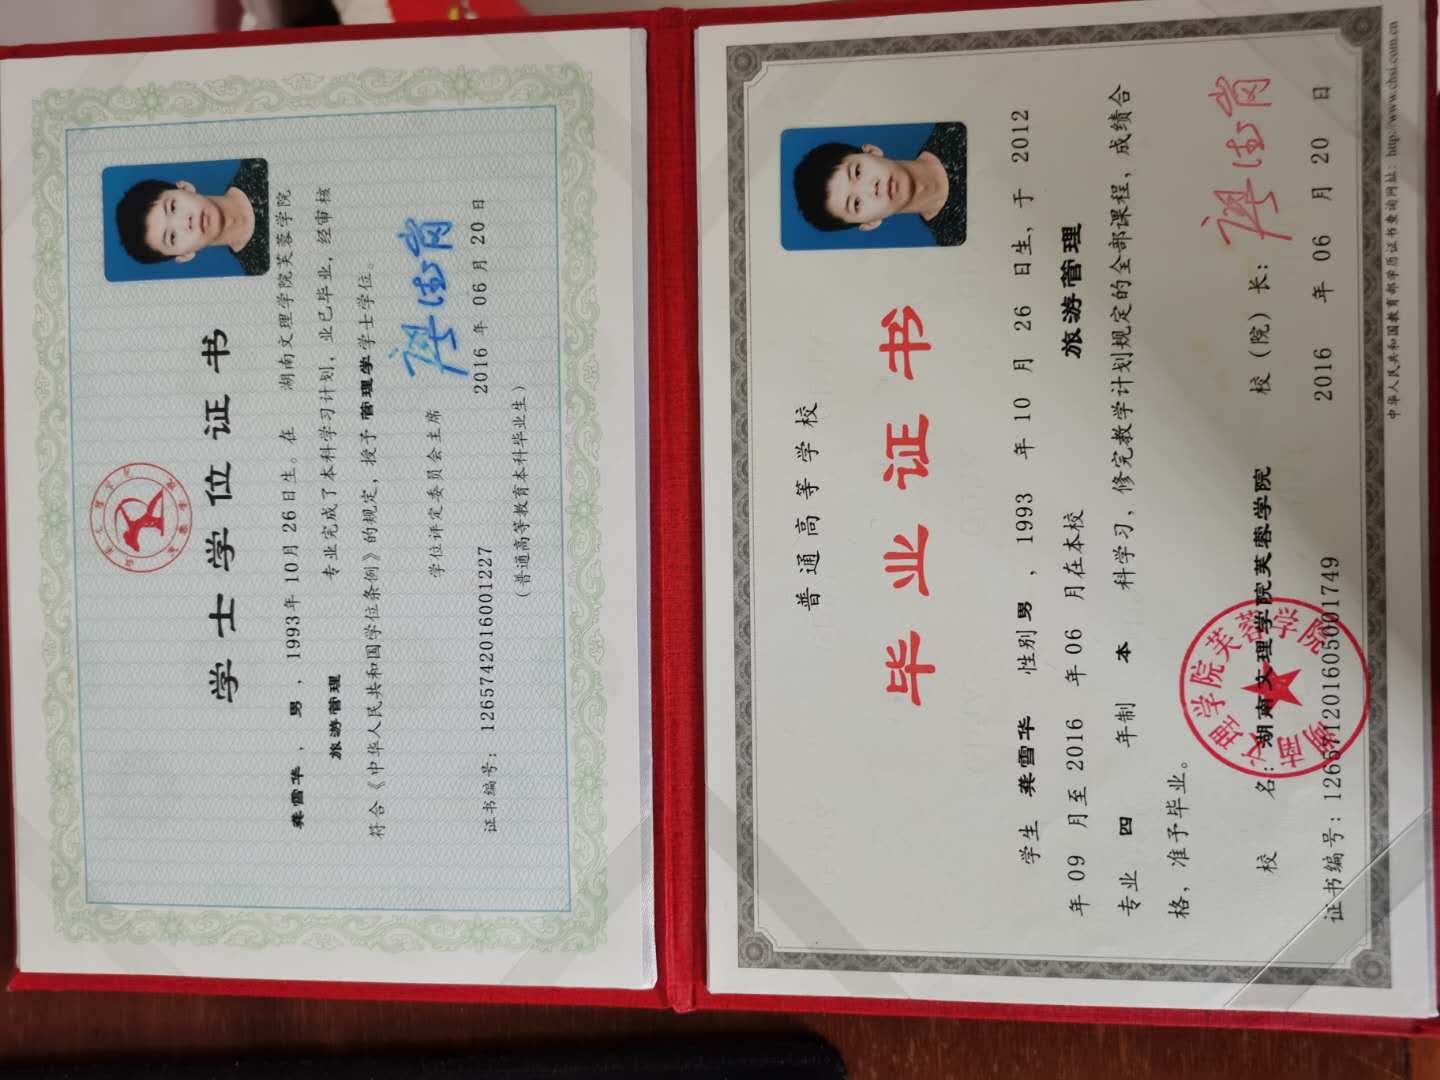 学士学位证书
龚雪华，男，1993年10月26日生。在 湖南文理学院芙蓉学院
旅游管理 专业完成了本科学习计划，业已毕业，经审核
符合《中华人民共和国学位条例》的规定，授予管理学学士学位。
学位评定委员会主席
证书编号：1265742016001227 2016年06月20日
（普通高等教育本科毕业生）
普通高等学校
毕业证书
学生 龚雪华 性别男，1993年10月26日生，于2012
年09月至2016年06月在本校 旅游管理
专业 四 年制 本 科学习，修完教学计划规定的全部课程，成绩合
格，准予毕业。
校 名：湖南文理学院芙蓉学院 校（院）长：
湖南文理学院芙蓉学院
证书编号：126571201605001749 2016年06月20日
中华人民共和国教育部学历证书查询网址：http://www.chsi.com.cn